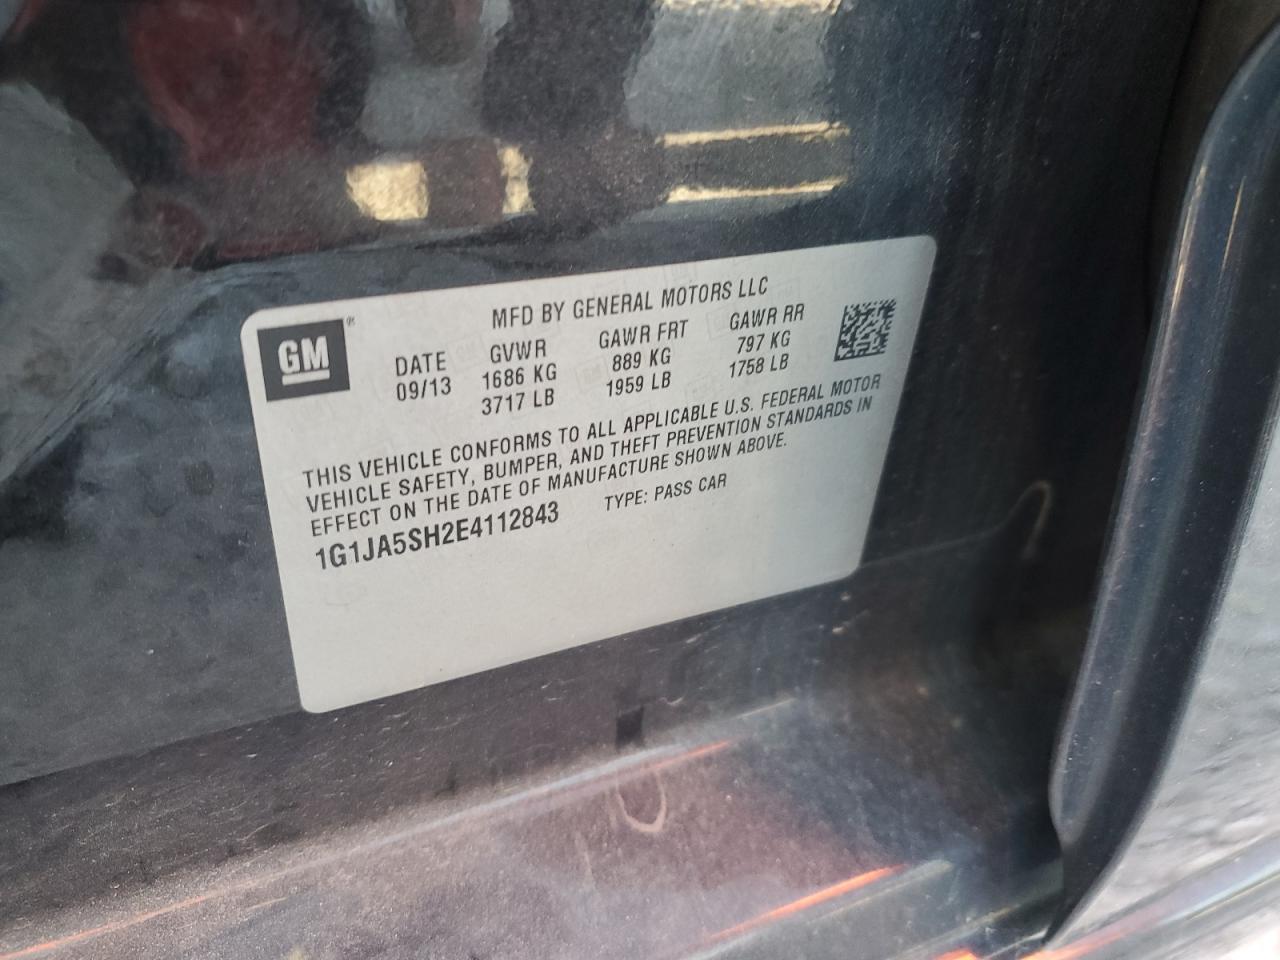 MFD BY GENERAL MOTORS LLC
GM®
DATE GVWR GAWR FRT GAWR RR
09/13 1686 KG 889 KG 797 KG
3717 LB 1959 LB 1758 LB
THIS VEHICLE CONFORMS TO ALL APPLICABLE U.S. FEDERAL MOTOR
VEHICLE SAFETY, BUMPER, AND THEFT PREVENTION STANDARDS IN
EFFECT ON THE DATE OF MANUFACTURE SHOWN ABOVE.
1G1JA5SH2E4112843 TYPE: PASS CAR